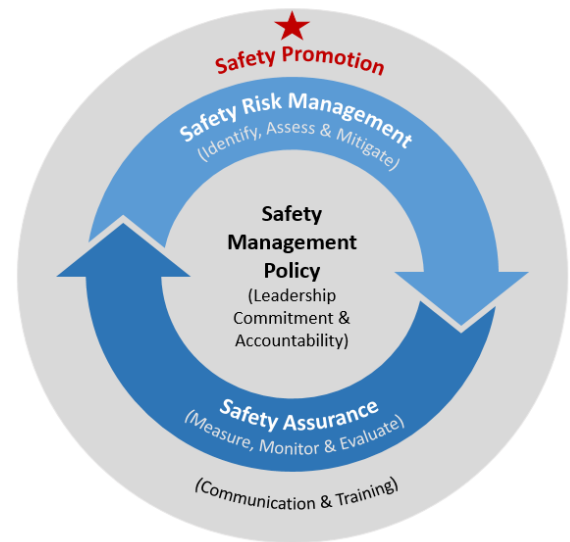 Safety Promotion
Safety Risk Management
(Identify, Assess & Mitigate)
Safety
Management
Policy
(Leadership
Commitment &
Accountability)
Safety Assurance
(Measure, Monitor & Evaluate)
(Communication & Training)